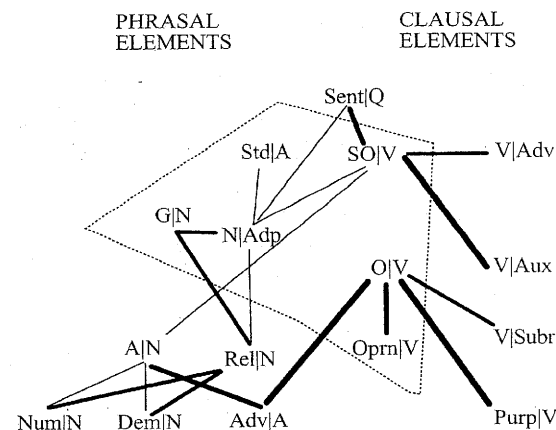 PHRASAL
ELEMENTS
CLAUSAL
ELEMENTS
Sent|Q
Std|A
SO|V
V|Adv
G|N
N|Adp
O|V
V|Aux
A|N
Rel|N
Oprn|V
V|Subr
Num|N
Dem|N
Adv|A
Purp|V